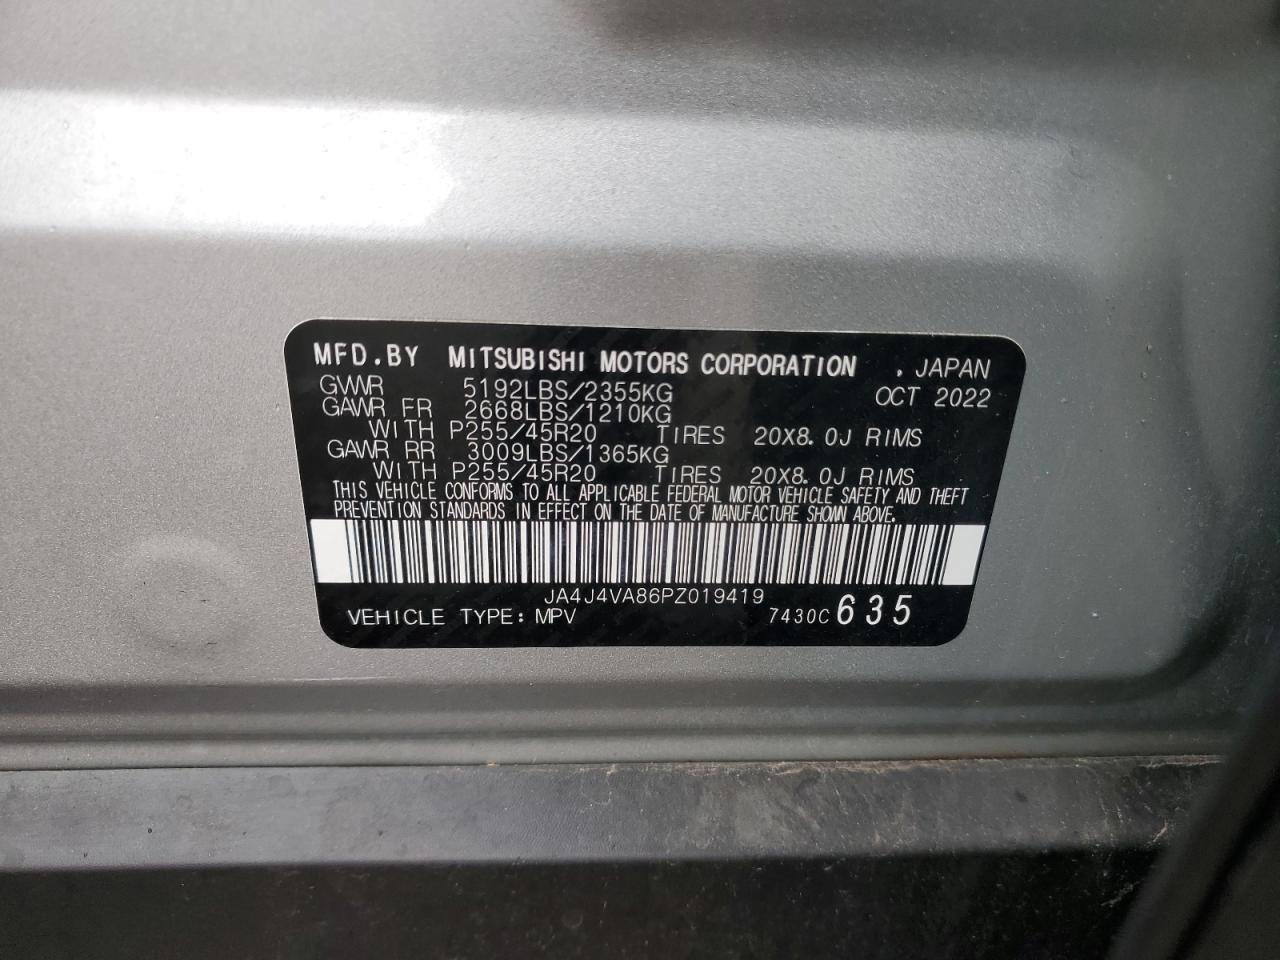 MFD.BY MITSUBISHI MOTORS CORPORATION , JAPAN
GVWR 5192LBS/2355KG OCT 2022
GAWR FR 2668LBS/1210KG
WITH P255/45R20 TIRES 20X8.0J RIMS
GAWR RR 3009LBS/1365KG
WITH P255/45R20 TIRES 20X8.0J RIMS
THIS VEHICLE CONFORMS TO ALL APPLICABLE FEDERAL MOTOR VEHICLE SAFETY AND THEFT
PREVENTION STANDARDS IN EFFECT ON THE DATE OF MANUFACTURE SHOWN ABOVE.
JA4J4VA86PZ019419
VEHICLE TYPE: MPV 7430C 635